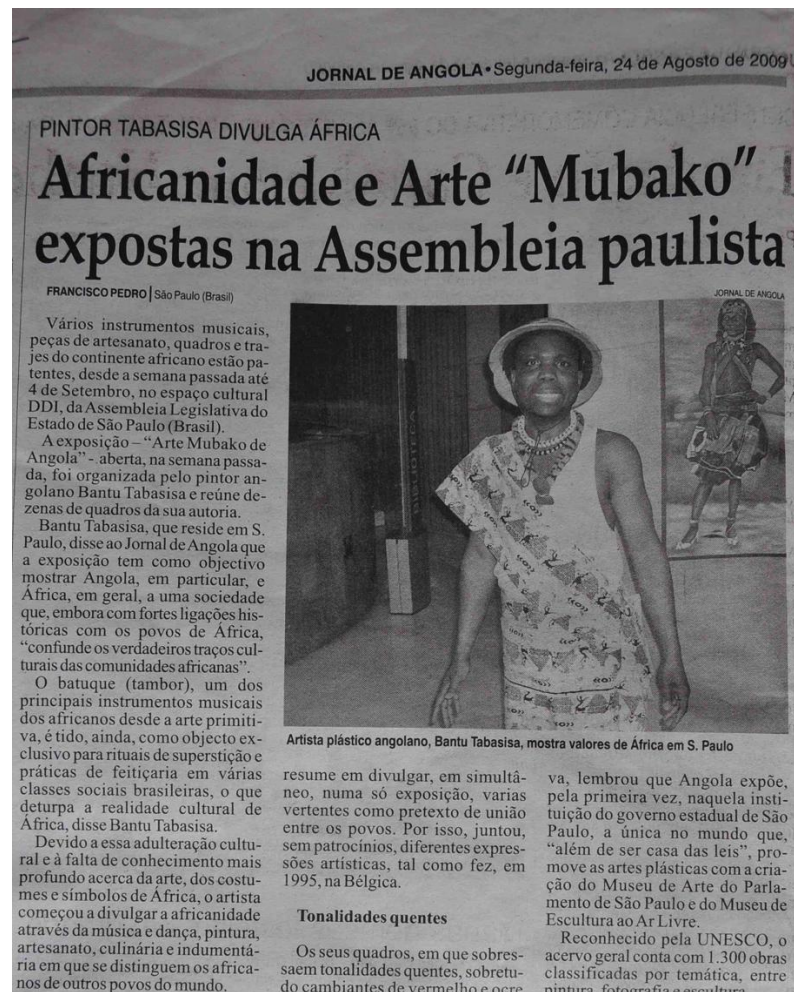 JORNAL DE ANGOLA • Segunda-feira, 24 de Agosto de 2009
PINTOR TABASISA DIVULGA ÁFRICA
Africanidade e Arte “Mubako”
expostas na Assembleia paulista
FRANCISCO PEDRO | São Paulo (Brasil)
JORNAL DE ANGOLA
Vários instrumentos musicais,
peças de artesanato, quadros e tra-
jes do continente africano estão pa-
tentes, desde a semana passada até
4 de Setembro, no espaço cultural
DDI, da Assembleia Legislativa do
Estado de São Paulo (Brasil).
A exposição – “Arte Mubako de
Angola” - aberta, na semana passa-
da, foi organizada pelo pintor an-
golano Bantu Tabasisa e reúne de-
zenas de quadros da sua autoria.
Bantu Tabasisa, que reside em S.
Paulo, disse ao Jornal de Angola que
a exposição tem como objectivo
mostrar Angola, em particular, e
África, em geral, a uma sociedade
que, embora com fortes ligações his-
tóricas com os povos de África,
“confunde os verdadeiros traços cul-
turais das comunidades africanas”.
O batuque (tambor), um dos
principais instrumentos musicais
dos africanos desde a arte primiti-
va, é tido, ainda, como objecto ex-
clusivo para rituais de superstição e
práticas de feitiçaria em várias
classes sociais brasileiras, o que
deturpa a realidade cultural de
África, disse Bantu Tabasisa.
Devido a essa adulteração cultu-
ral e à falta de conhecimento mais
profundo acerca da arte, dos costu-
mes e símbolos de África, o artista
começou a divulgar a africanidade
através da música e dança, pintura,
artesanato, culinária e indumentá-
ria em que se distinguem os africa-
nos de outros povos do mundo.
BIBLIOTECA
Artista plástico angolano, Bantu Tabasisa, mostra valores de África em S. Paulo
resume em divulgar, em simultâ-
neo, numa só exposição, varias
vertentes como pretexto de união
entre os povos. Por isso, juntou,
sem patrocínios, diferentes expres-
sões artísticas, tal como fez, em
1995, na Bélgica.
Tonalidades quentes
Os seus quadros, em que sobres-
saem tonalidades quentes, sobretu-
do cambiantes de vermelho e ocre
va, lembrou que Angola expõe,
pela primeira vez, naquela insti-
tuição do governo estadual de São
Paulo, a única no mundo que,
“além de ser casa das leis”, pro-
move as artes plásticas com a cria-
ção do Museu de Arte do Parla-
mento de São Paulo e do Museu de
Escultura ao Ar Livre.
Reconhecido pela UNESCO, o
acervo geral conta com 1.300 obras
classificadas por temática, entre
pintura, fotografia e escultura